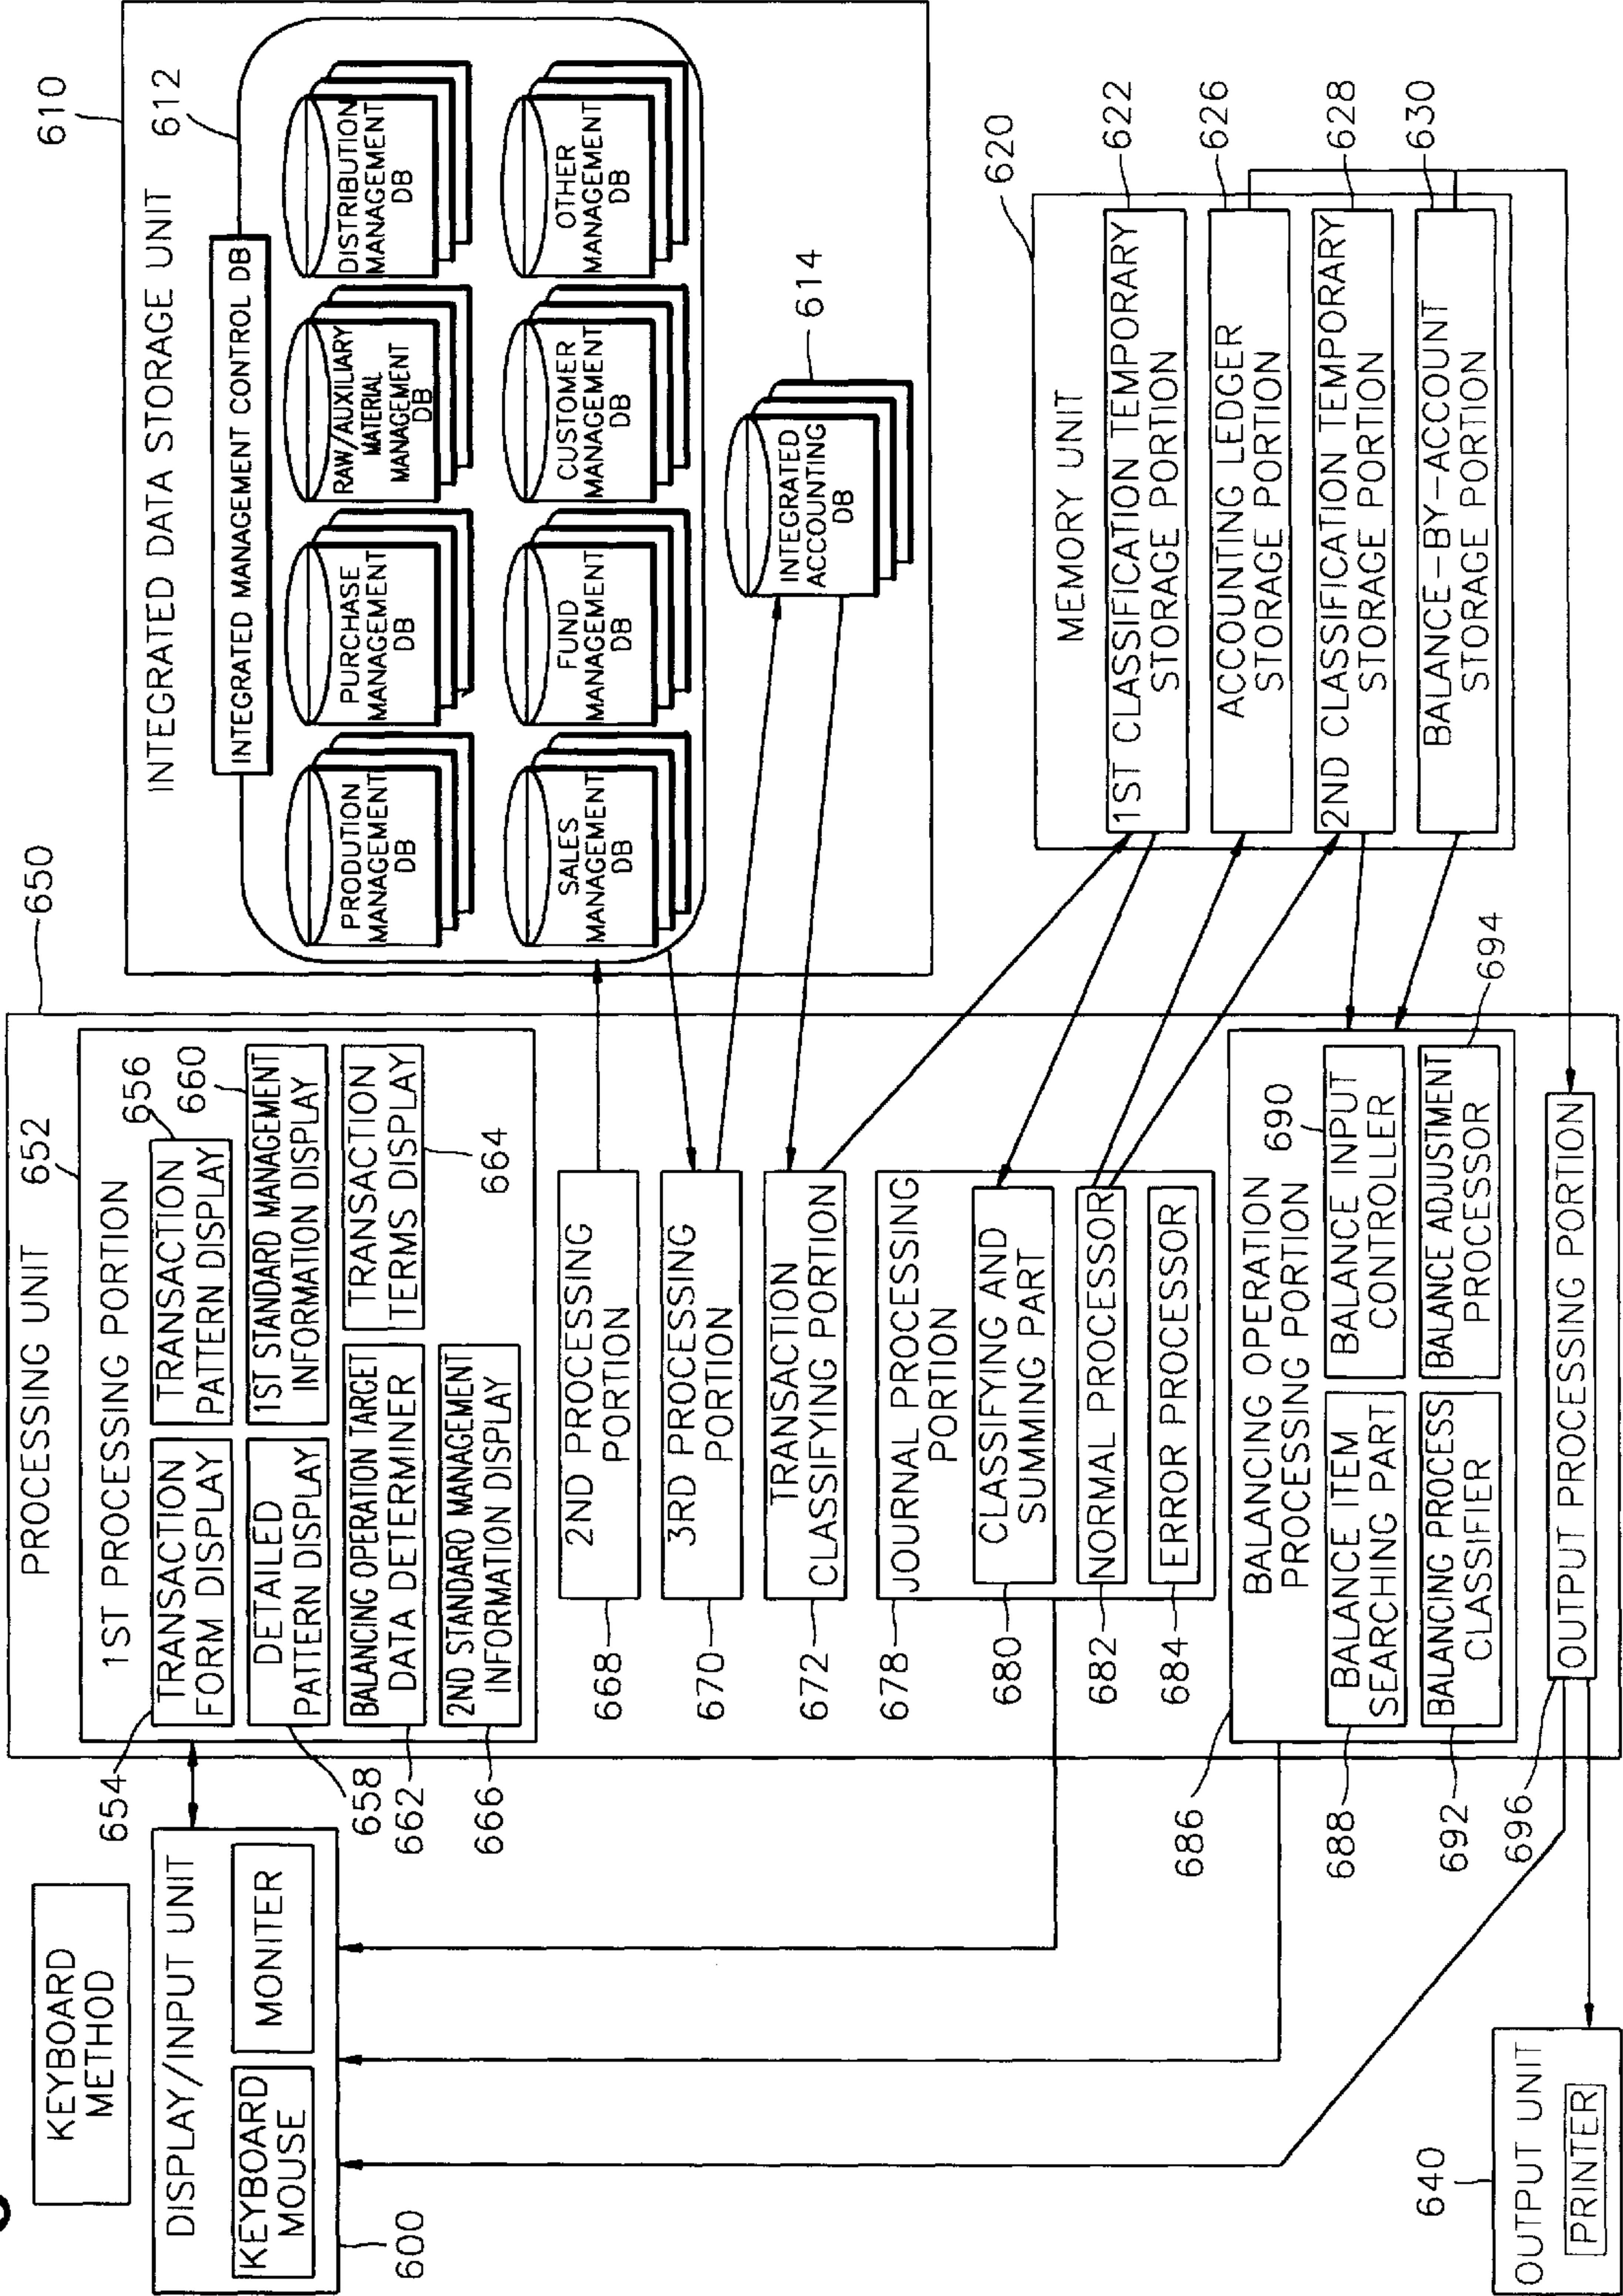 KEYBOARD
METHOD
DISPLAY/INPUT UNIT
KEYBOARD
MOUSE
MONITER
600
PROCESSING UNIT
650
652
1ST PROCESSING PORTION
TRANSACTION
FORM DISPLAY
654
TRANSACTION
PATTERN DISPLAY
656
DETAILED
PATTERN DISPLAY
658
1ST STANDARD MANAGEMENT
INFORMATION DISPLAY
660
BALANCING OPERATION TARGET
DATA DETERMINER
662
TRANSACTION
TERMS DISPLAY
664
2ND STANDARD MANAGEMENT
INFORMATION DISPLAY
666
2ND PROCESSING
PORTION
668
3RD PROCESSING
PORTION
670
TRANSACTION
CLASSIFYING PORTION
672
JOURNAL PROCESSING
PORTION
678
CLASSIFYING AND
SUMMING PART
680
NORMAL PROCESSOR
682
ERROR PROCESSOR
684
BALANCING OPERATION
PROCESSING PORTION
686
BALANCE ITEM
SEARCHING PART
688
BALANCE INPUT
CONTROLLER
690
BALANCING PROCESS
CLASSIFIER
692
BALANCE ADJUSTMENT
PROCESSOR
694
OUTPUT PROCESSING PORTION
696
OUTPUT UNIT
PRINTER
640
INTEGRATED DATA STORAGE UNIT
610
612
INTEGRATED MANAGEMENT CONTROL DB
PRODUTION
MANAGEMENT
DB
PURCHASE
MANAGEMENT
DB
RAW/AUXILIARY
MATERIAL
MANAGEMENT
DB
DISTRIBUTION
MANAGEMENT
DB
SALES
MANAGEMENT
DB
FUND
MANAGEMENT
DB
CUSTOMER
MANAGEMENT
DB
OTHER
MANAGEMENT
DB
INTEGRATED
ACCOUNTING
DB
614
MEMORY UNIT
620
1ST CLASSIFICATION TEMPORARY
STORAGE PORTION
622
ACCOUNTING LEDGER
STORAGE PORTION
626
2ND CLASSIFICATION TEMPORARY
STORAGE PORTION
628
BALANCE-BY-ACCOUNT
STORAGE PORTION
630